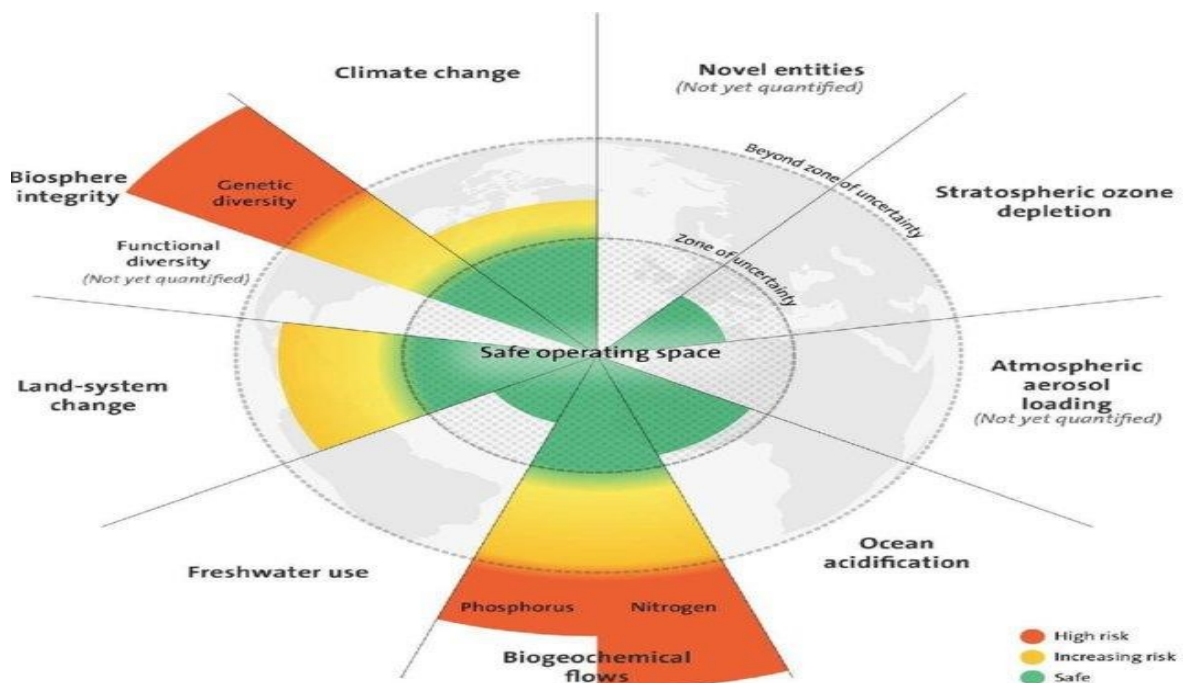 Climate change
Novel entities
(Not yet quantified)
Beyond zone of uncertainty
Biosphere
integrity
Genetic
diversity
Stratospheric ozone
depletion
Functional
diversity
(Not yet quantified)
Zone of uncertainty
Safe operating space
Land-system
change
Atmospheric
aerosol
loading
(Not yet quantified)
Freshwater use
Ocean
acidification
Phosphorus
Nitrogen
Biogeochemical
flows
High risk
Increasing risk
Safe